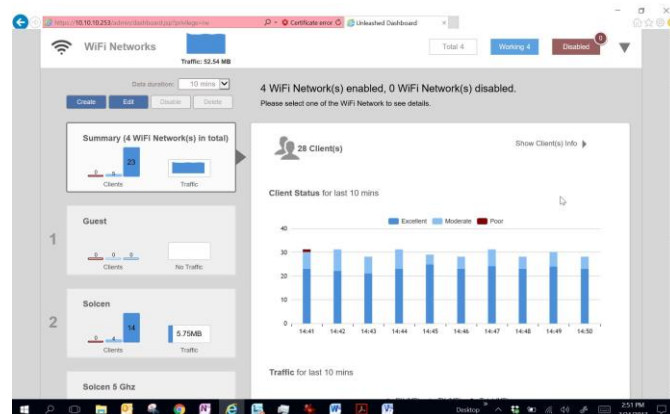 https://10.10.10.253/admin/dashboard.jsp?privilege=rw
Certificate error
Unleashed Dashboard
WiFi Networks
Traffic: 52.54 MB
Total 4
Working 4
Disabled
0
Data duration:
10 mins
Create
Edit
Disable
Delete
4 WiFi Network(s) enabled, 0 WiFi Network(s) disabled.
Please select one of the WiFi Network to see details.
Summary (4 WiFi Network(s) in total)
23
0
Clients
Traffic
28 Client(s)
Show Client(s) Info
Client Status for last 10 mins
Excellent
Moderate
Poor
40
30
20
10
0
14:41
14:42
14:43
14:44
14:45
14:46
14:47
14:48
14:49
14:50
1
Guest
0
0
0
Clients
No Traffic
2
Solcen
14
0
4
5.75MB
Clients
Traffic
Solcen 5 Ghz
Traffic for last 10 mins
Desktop
2:51 PM